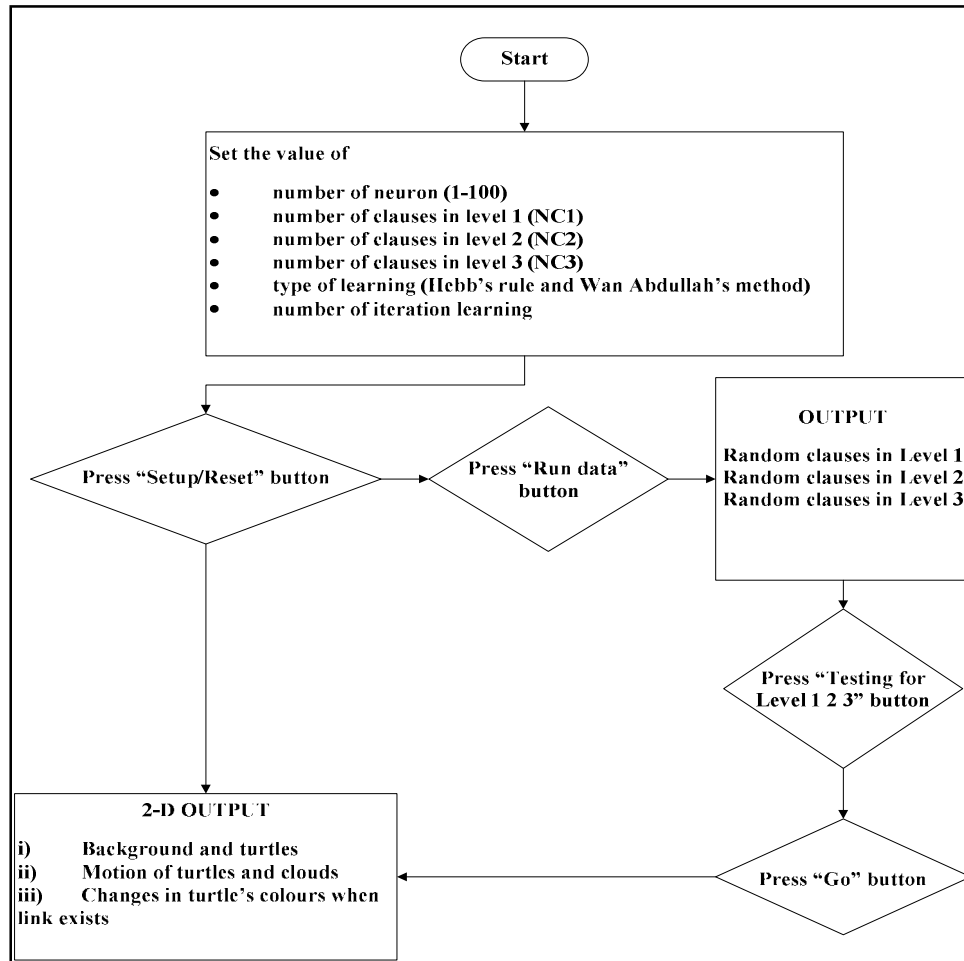 Start
Set the value of
• number of neuron (1-100)
• number of clauses in level 1 (NC1)
• number of clauses in level 2 (NC2)
• number of clauses in level 3 (NC3)
• type of learning (Hebb’s rule and Wan Abdullah’s method)
• number of iteration learning
Press “Setup/Reset” button
Press “Run data”
button
OUTPUT
Random clauses in Level 1
Random clauses in Level 2
Random clauses in Level 3
Press “Testing for
Level 1 2 3” button
Press “Go” button
2-D OUTPUT
i) Background and turtles
ii) Motion of turtles and clouds
iii) Changes in turtle’s colours when
link exists